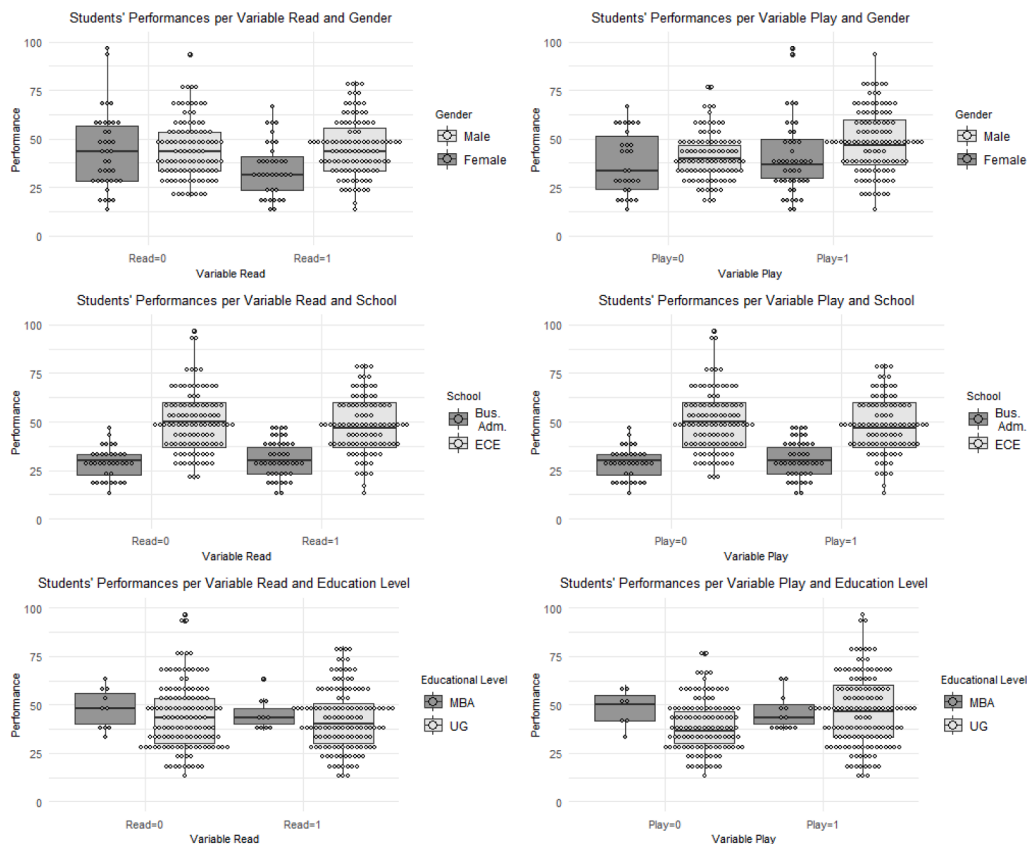 Students' Performances per Variable Read and Gender
100
75
50
25
0
Performance
Read=0 Read=1
Variable Read
Gender
Male
Female
Students' Performances per Variable Play and Gender
100
75
50
25
0
Performance
Play=0 Play=1
Variable Play
Gender
Male
Female
Students' Performances per Variable Read and School
100
75
50
25
0
Performance
Read=0 Read=1
Variable Read
School
Bus.
Adm.
ECE
Students' Performances per Variable Play and School
100
75
50
25
0
Performance
Play=0 Play=1
Variable Play
School
Bus.
Adm.
ECE
Students' Performances per Variable Read and Education Level
100
75
50
25
0
Performance
Read=0 Read=1
Variable Read
Educational Level
MBA
UG
Students' Performances per Variable Play and Education Level
100
75
50
25
0
Performance
Play=0 Play=1
Variable Play
Educational Level
MBA
UG